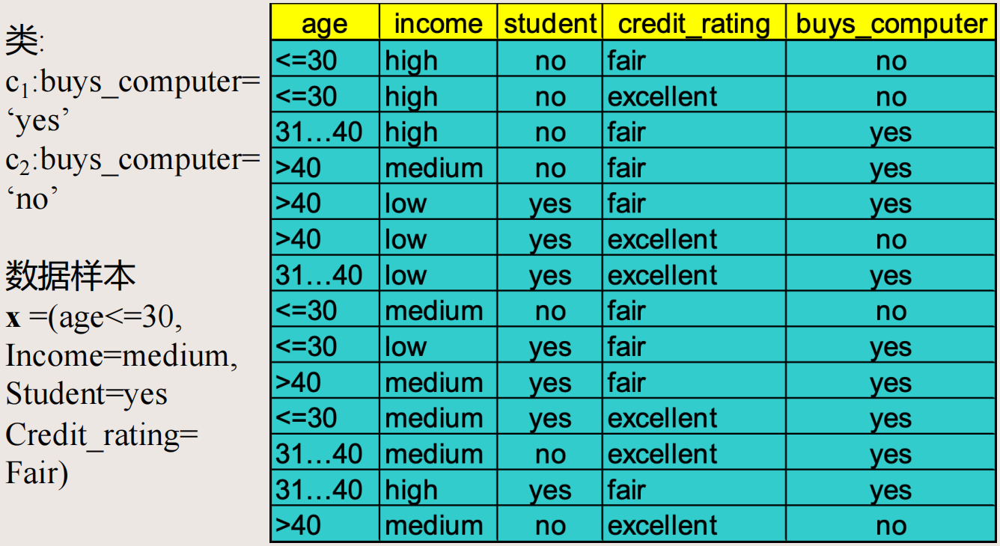 类:
c₁:buys_computer=
‘yes’
c₂:buys_computer=
‘no’
数据样本
x =(age<=30,
Income=medium,
Student=yes
Credit_rating=
Fair)
age income student credit_rating buys_computer
<=30 high no fair no
<=30 high no excellent no
31…40 high no fair yes
>40 medium no fair yes
>40 low yes fair yes
>40 low yes excellent no
31…40 low yes excellent yes
<=30 medium no fair no
<=30 low yes fair yes
>40 medium yes fair yes
<=30 medium yes excellent yes
31…40 medium no excellent yes
31…40 high yes fair yes
>40 medium no excellent no